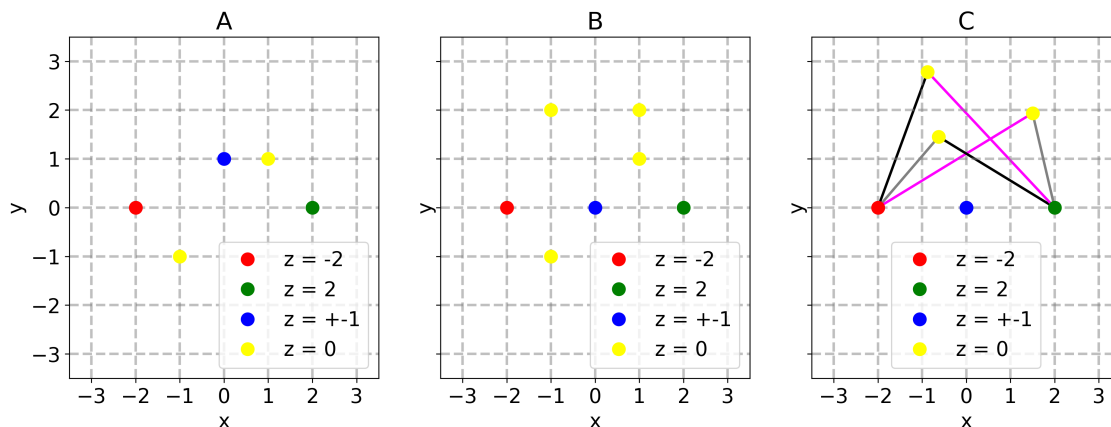 A
B
C
3
2
1
0
−1
−2
−3
y
y
y
z = -2
z = 2
z = +-1
z = 0
z = -2
z = 2
z = +-1
z = 0
z = -2
z = 2
z = +-1
z = 0
−3 −2 −1 0 1 2 3
−3 −2 −1 0 1 2 3
−3 −2 −1 0 1 2 3
x
x
x